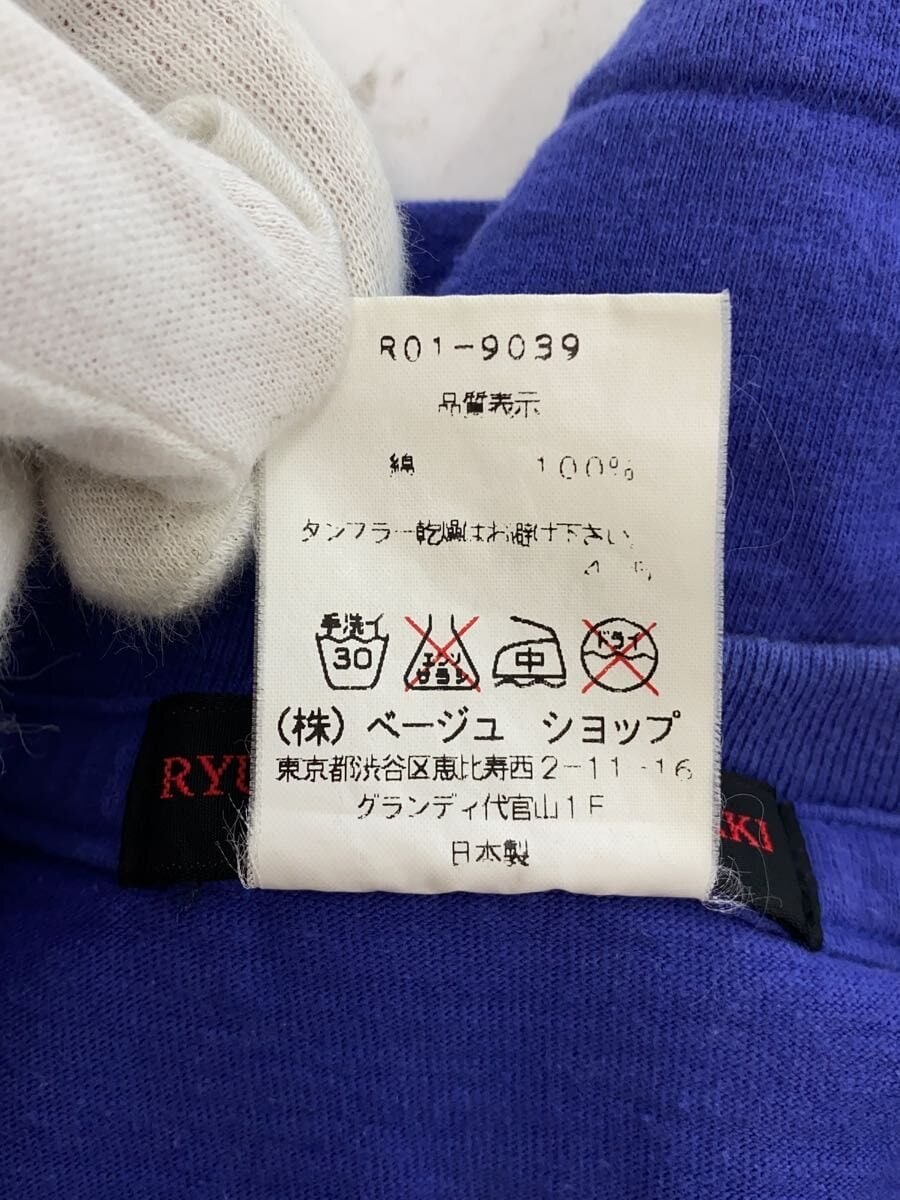 R01-9039
品質表示
綿 100%
タンブラー乾燥はお避け下さい
手洗イ
30
エンソ
サラシ
中
ドライ
(株) ベージュ ショップ
東京都渋谷区恵比寿西2-11-16
グランディ代官山1F
日本製
RYU
KI